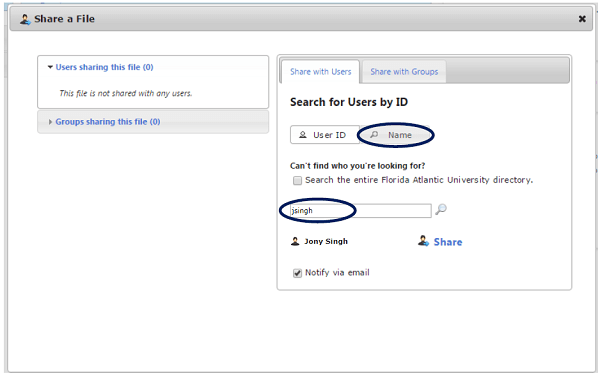 Share a File
Users sharing this file (0)
This file is not shared with any users.
Groups sharing this file (0)
Share with Users
Share with Groups
Search for Users by ID
User ID
Name
Can't find who you're looking for?
Search the entire Florida Atlantic University directory.
jsingh
Jony Singh
Share
Notify via email